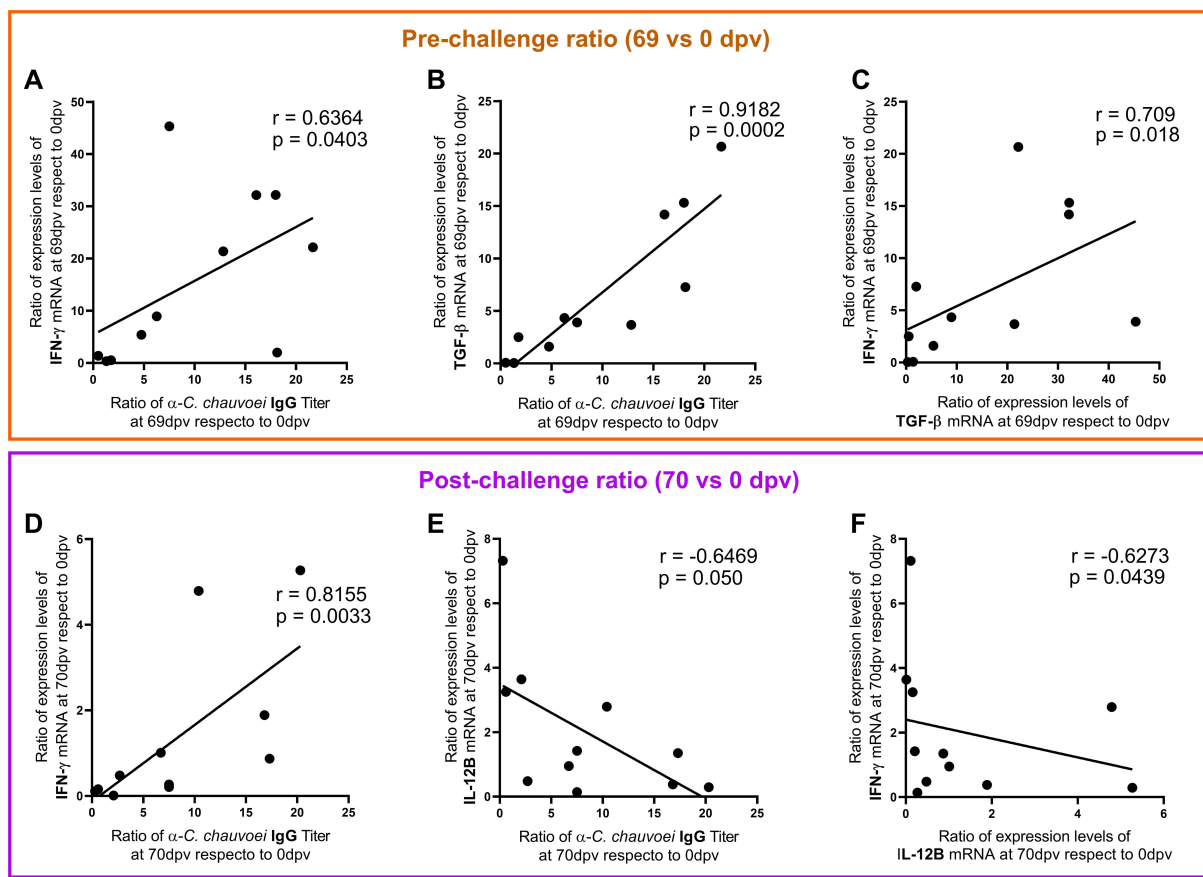 Pre-challenge ratio (69 vs 0 dpv)
A
Ratio of expression levels of
IFN-γ mRNA at 69dpv respect to 0dpv
50
40
30
20
10
0
0 5 10 15 20 25
r = 0.6364
p = 0.0403
Ratio of α-C. chauvoei IgG Titer
at 69dpv respecto to 0dpv
B
Ratio of expression levels of
TGF-β mRNA at 69dpv respect to 0dpv
25
20
15
10
5
0
0 5 10 15 20 25
r = 0.9182
p = 0.0002
Ratio of α-C. chauvoei IgG Titer
at 69dpv respecto to 0dpv
C
Ratio of expression levels of
IFN-γ mRNA at 69dpv respect to 0dpv
25
20
15
10
5
0
0 10 20 30 40 50
r = 0.709
p = 0.018
Ratio of expression levels of
TGF-β mRNA at 69dpv respect to 0dpv
Post-challenge ratio (70 vs 0 dpv)
D
Ratio of expression levels of
IFN-γ mRNA at 70dpv respect to 0dpv
6
4
2
0
0 5 10 15 20 25
r = 0.8155
p = 0.0033
Ratio of α-C. chauvoei IgG Titer
at 70dpv respecto to 0dpv
E
Ratio of expression levels of
IL-12B mRNA at 70dpv respect to 0dpv
8
6
4
2
0
0 5 10 15 20 25
r = -0.6469
p = 0.050
Ratio of α-C. chauvoei IgG Titer
at 70dpv respecto to 0dpv
F
Ratio of expression levels of
IFN-γ mRNA at 70dpv respect to 0dpv
8
6
4
2
0
0 2 4 6
r = -0.6273
p = 0.0439
Ratio of expression levels of
IL-12B mRNA at 70dpv respect to 0dpv